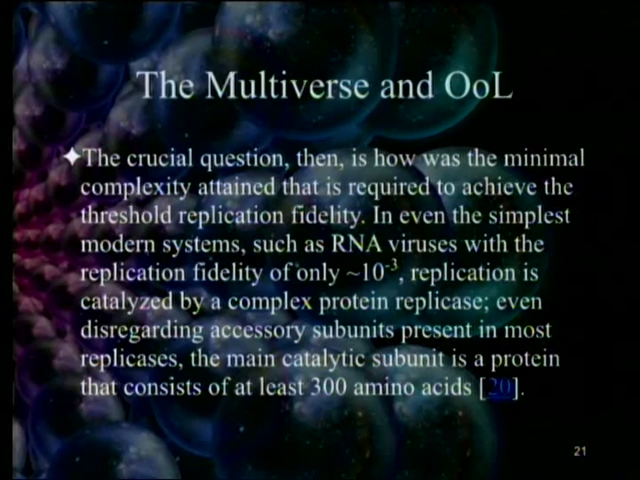 The Multiverse and OoL
✦The crucial question, then, is how was the minimal
complexity attained that is required to achieve the
threshold replication fidelity. In even the simplest
modern systems, such as RNA viruses with the
replication fidelity of only ~10⁻³, replication is
catalyzed by a complex protein replicase; even
disregarding accessory subunits present in most
replicases, the main catalytic subunit is a protein
that consists of at least 300 amino acids [20].
21